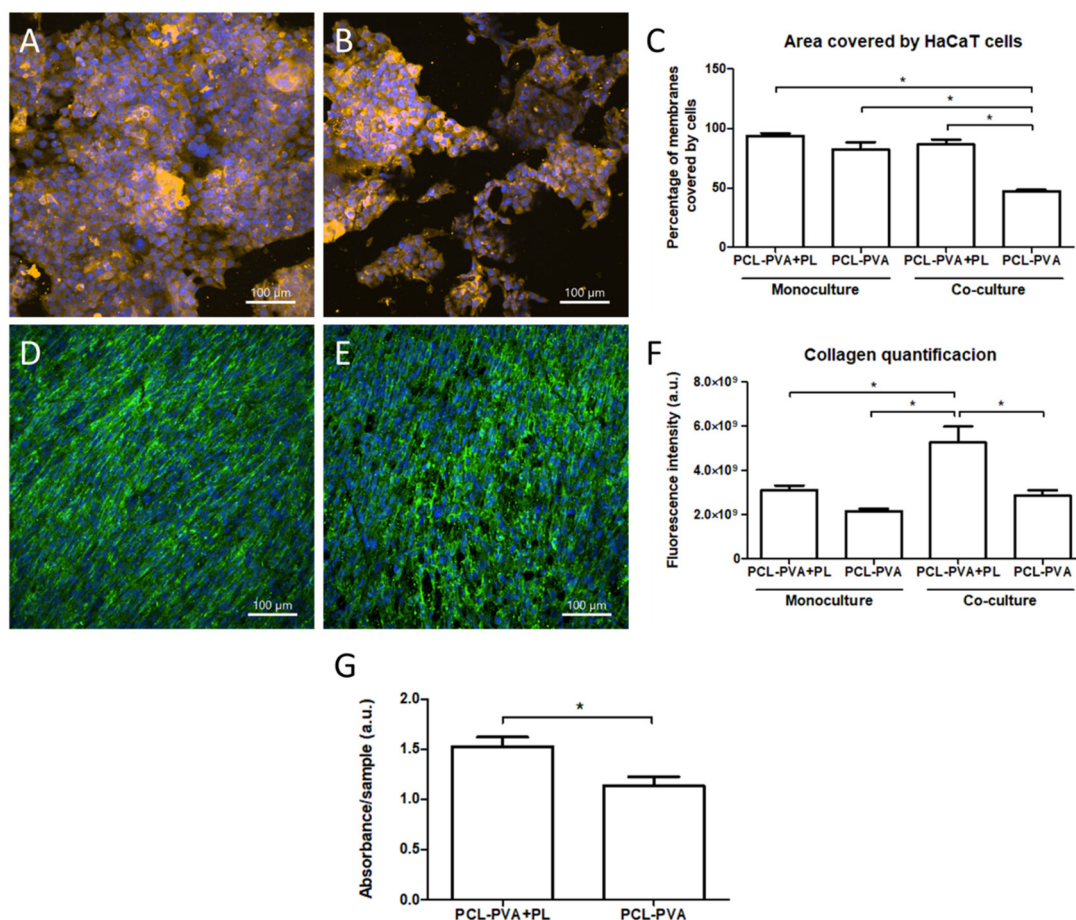 A
100 μm
B
100 μm
C
Area covered by HaCaT cells
Percentage of membranes
covered by cells
150
100
50
0
*
*
*
PCL-PVA+PL PCL-PVA PCL-PVA+PL PCL-PVA
Monoculture Co-culture
D
100 μm
E
100 μm
F
Collagen quantificacion
Fluorescence intensity (a.u.)
8.0×10⁹
6.0×10⁹
4.0×10⁹
2.0×10⁹
0
*
*
*
PCL-PVA+PL PCL-PVA PCL-PVA+PL PCL-PVA
Monoculture Co-culture
G
Absorbance/sample (a.u.)
2.0
1.5
1.0
0.5
0.0
*
PCL-PVA+PL PCL-PVA